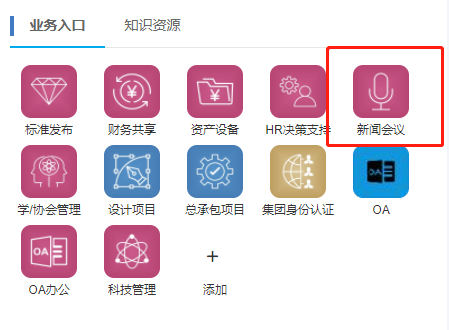 业务入口 知识资源
标准发布 财务共享 资产设备 HR决策支持 新闻会议
学/协会管理 设计项目 总承包项目 集团身份认证 OA
OA
OA办公 科技管理 添加